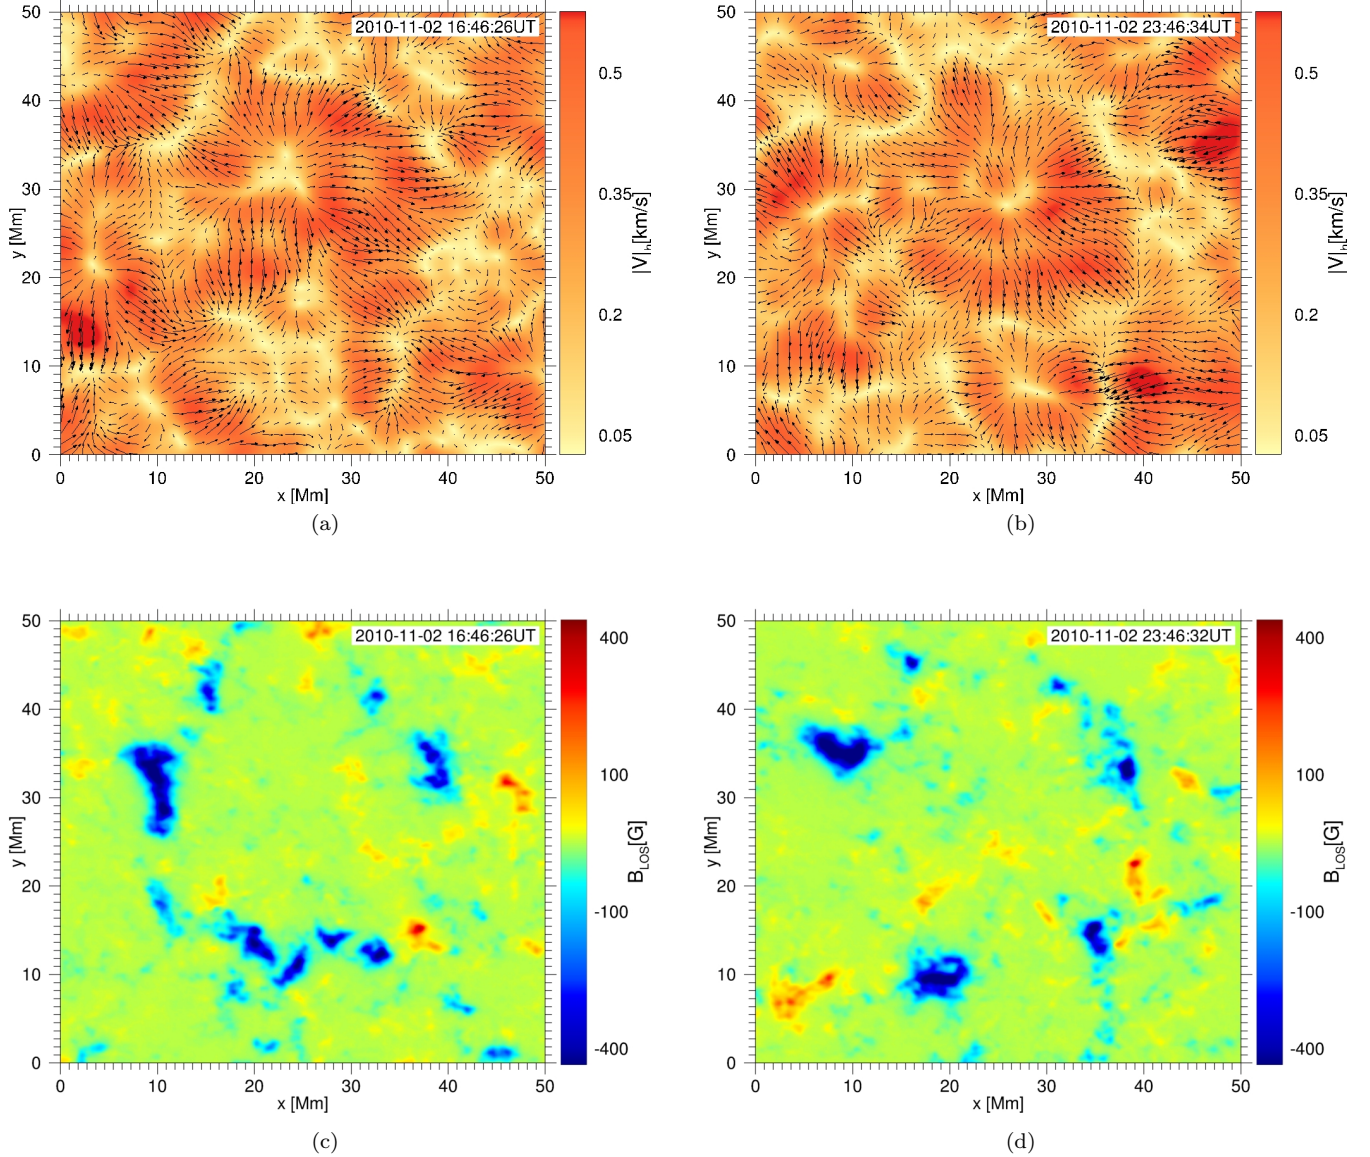 2010-11-02 16:46:26UT
50
40
30
20
10
0
y [Mm]
0 10 20 30 40 50
x [Mm]
0.5
0.35
0.2
0.05
|V|h[km/s]
(a)
2010-11-02 23:46:34UT
50
40
30
20
10
0
y [Mm]
0 10 20 30 40 50
x [Mm]
0.5
0.35
0.2
0.05
|V|h[km/s]
(b)
2010-11-02 16:46:26UT
50
40
30
20
10
0
y [Mm]
0 10 20 30 40 50
x [Mm]
400
100
-100
-400
BLOS[G]
(c)
2010-11-02 23:46:32UT
50
40
30
20
10
0
y [Mm]
0 10 20 30 40 50
x [Mm]
400
100
-100
-400
BLOS[G]
(d)